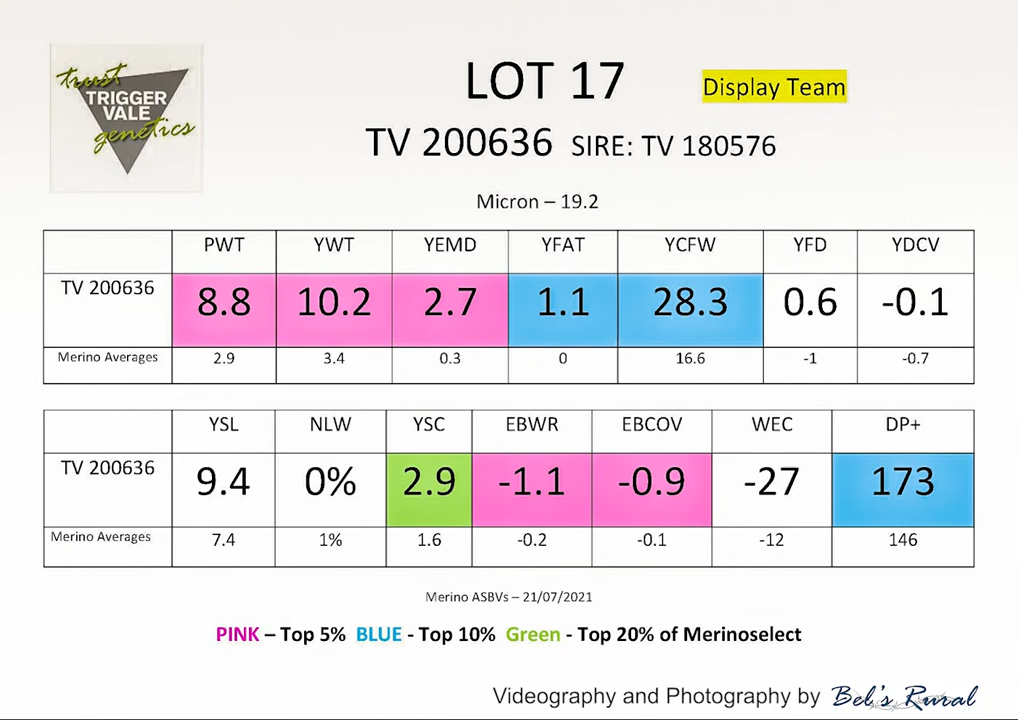 trust
TRIGGER
VALE
genetics
LOT 17
Display Team
TV 200636 SIRE: TV 180576
Micron – 19.2
PWT YWT YEMD YFAT YCFW YFD YDCV
TV 200636 8.8 10.2 2.7 1.1 28.3 0.6 -0.1
Merino Averages 2.9 3.4 0.3 0 16.6 -1 -0.7
YSL NLW YSC EBWR EBCOV WEC DP+
TV 200636 9.4 0% 2.9 -1.1 -0.9 -27 173
Merino Averages 7.4 1% 1.6 -0.2 -0.1 -12 146
Merino ASBVs – 21/07/2021
PINK – Top 5% BLUE - Top 10% Green - Top 20% of Merinoselect
Videography and Photography by Bel's Rural